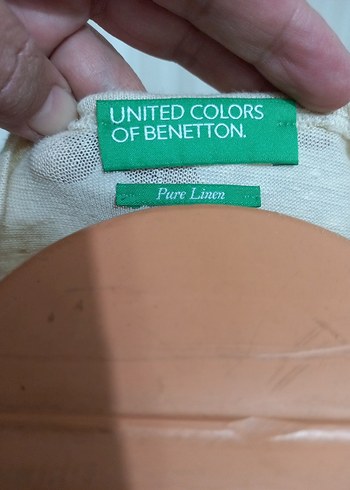 UNITED COLORS
OF BENETTON.
Pure Linen